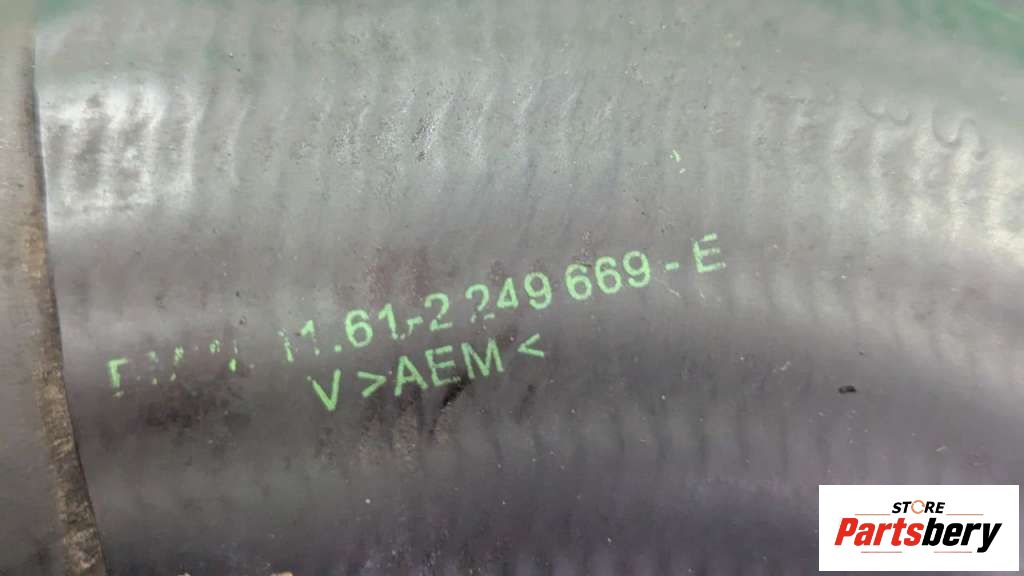 11.61-2 249 669 - E
V >AEM <
STORE
Partsbery